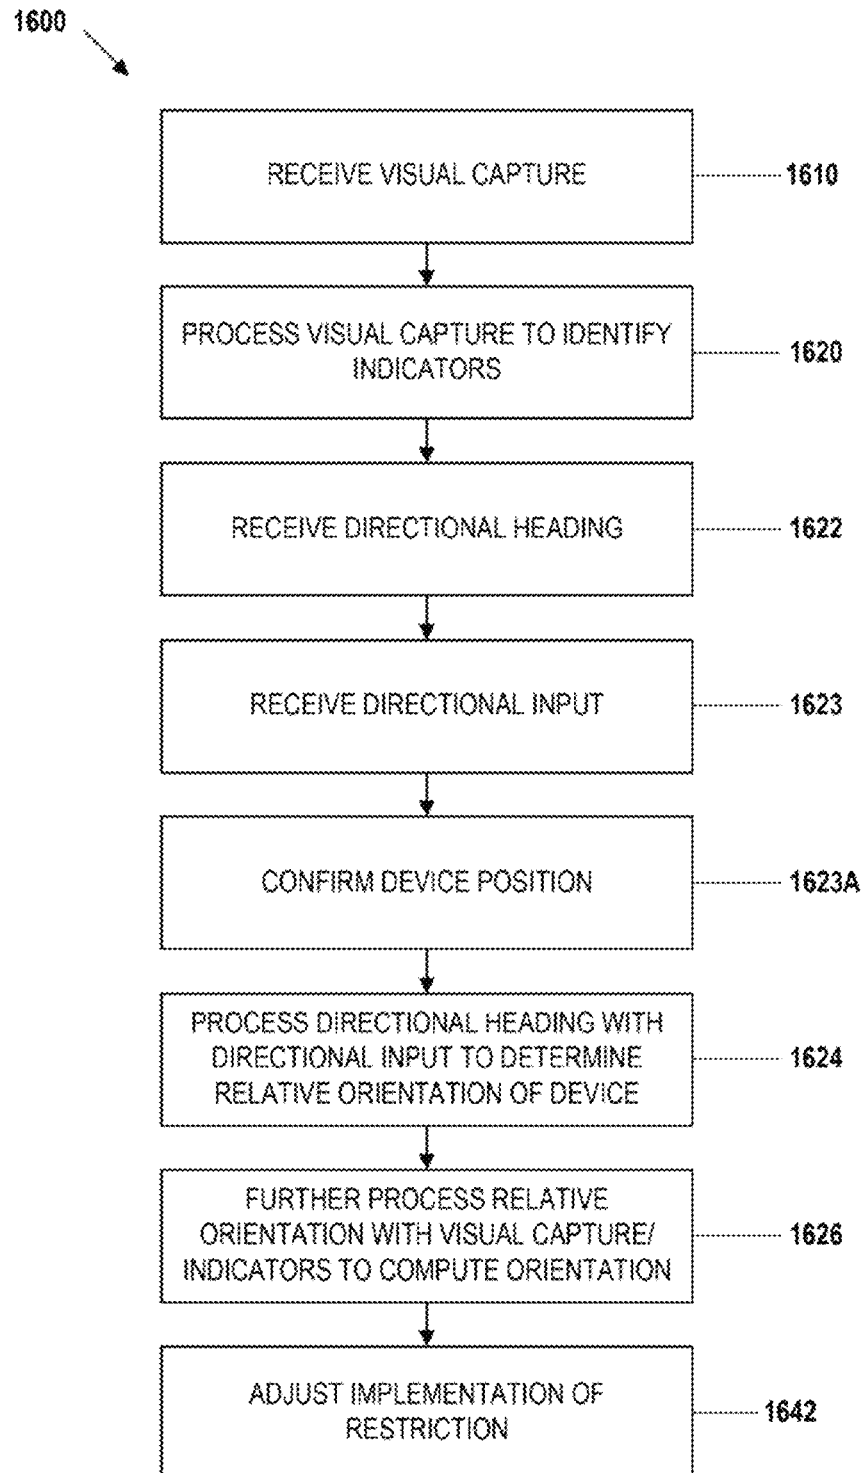 1600
RECEIVE VISUAL CAPTURE
1610
PROCESS VISUAL CAPTURE TO IDENTIFY
INDICATORS
1620
RECEIVE DIRECTIONAL HEADING
1622
RECEIVE DIRECTIONAL INPUT
1623
CONFIRM DEVICE POSITION
1623A
PROCESS DIRECTIONAL HEADING WITH
DIRECTIONAL INPUT TO DETERMINE
RELATIVE ORIENTATION OF DEVICE
1624
FURTHER PROCESS RELATIVE
ORIENTATION WITH VISUAL CAPTURE/
INDICATORS TO COMPUTE ORIENTATION
1626
ADJUST IMPLEMENTATION OF
RESTRICTION
1642